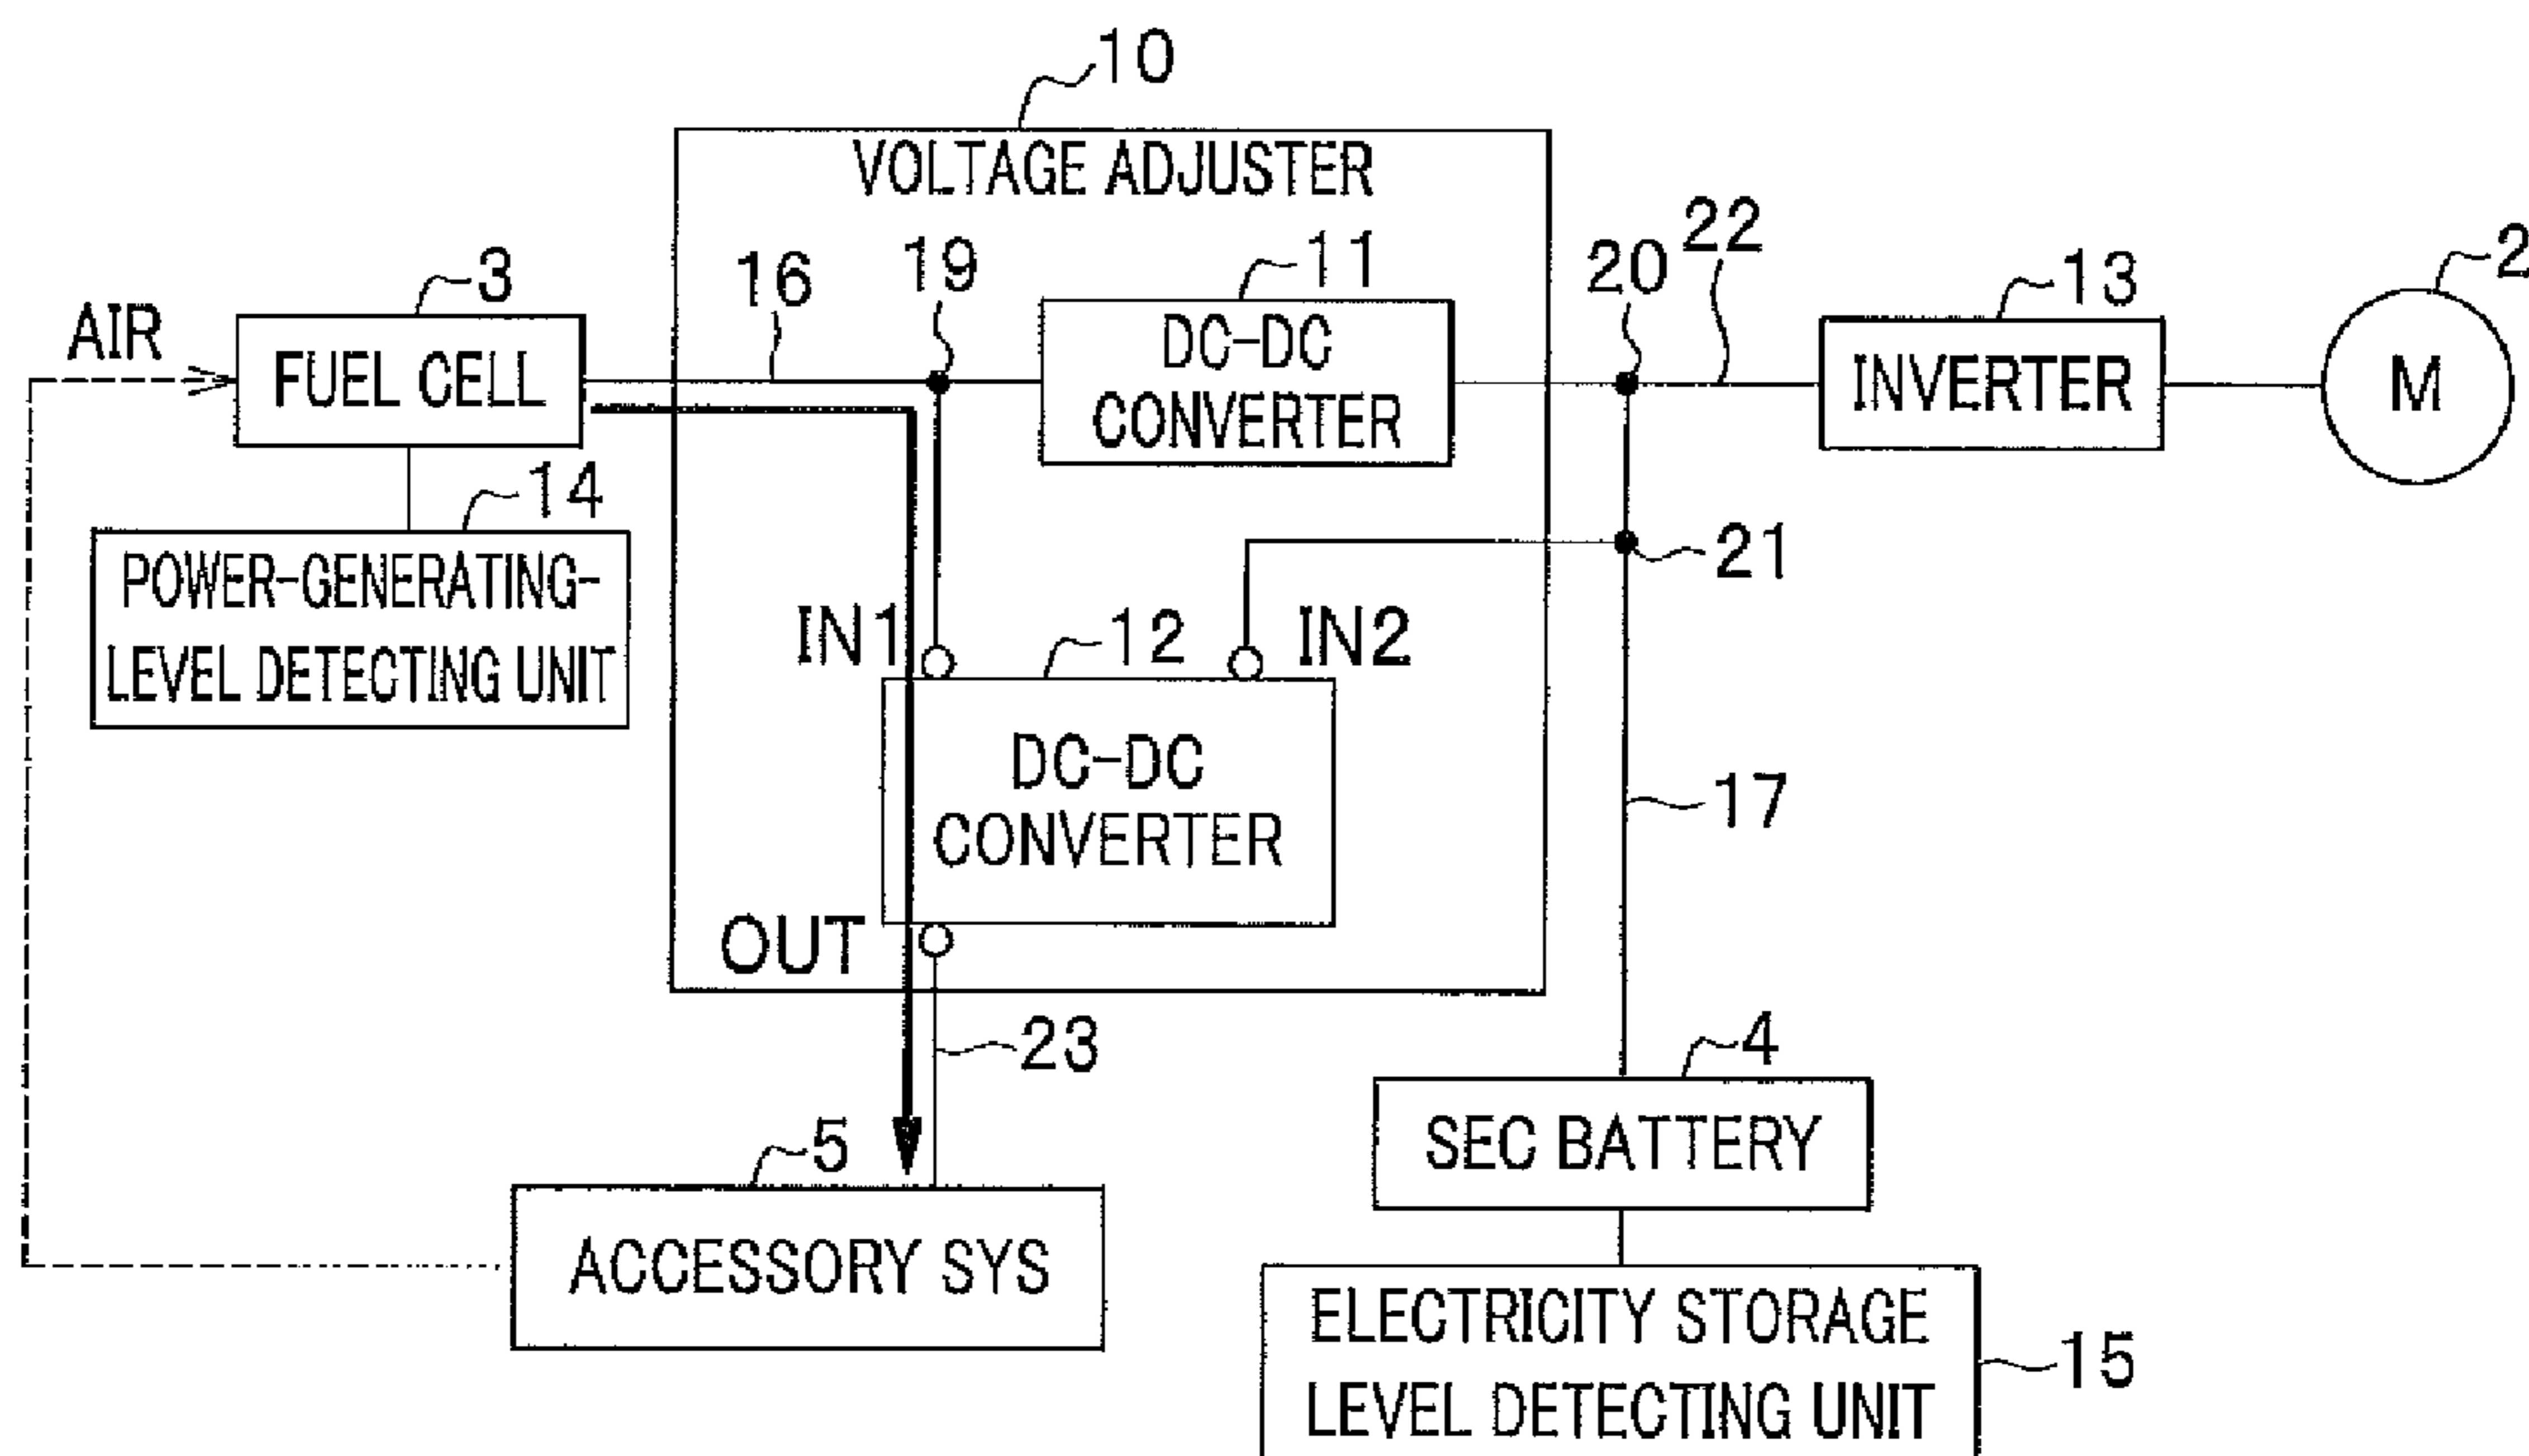 10
VOLTAGE ADJUSTER
3
16
19
11
20
22
13
2
AIR
FUEL CELL
DC-DC
CONVERTER
INVERTER
M
14
POWER-GENERATING-
LEVEL DETECTING UNIT
21
IN1
12
IN2
DC-DC
CONVERTER
17
OUT
23
4
SEC BATTERY
5
ACCESSORY SYS
ELECTRICITY STORAGE
LEVEL DETECTING UNIT
15